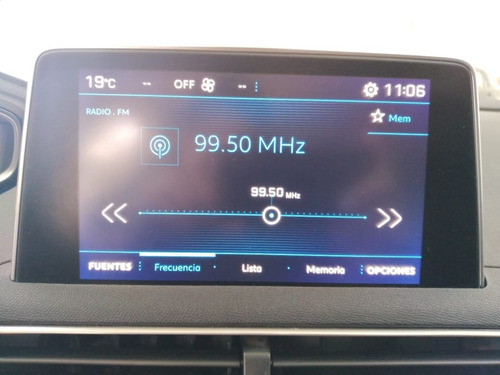 19°C -- OFF -- 11:06
RADIO . FM
Mem
99.50 MHz
99.50 MHz
FUENTES Frecuencia Lista Memoria OPCIONES